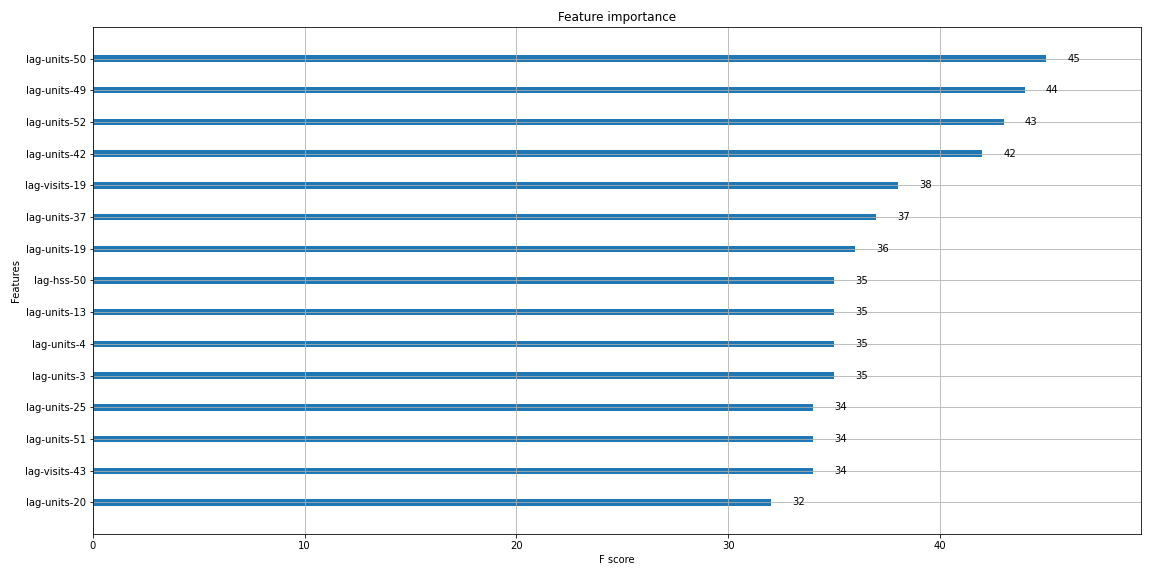 Feature importance
lag-units-50 45
lag-units-49 44
lag-units-52 43
lag-units-42 42
lag-visits-19 38
lag-units-37 37
lag-units-19 36
lag-hss-50 35
lag-units-13 35
lag-units-4 35
lag-units-3 35
lag-units-25 34
lag-units-51 34
lag-visits-43 34
lag-units-20 32
Features
0 10 20 30 40
F score